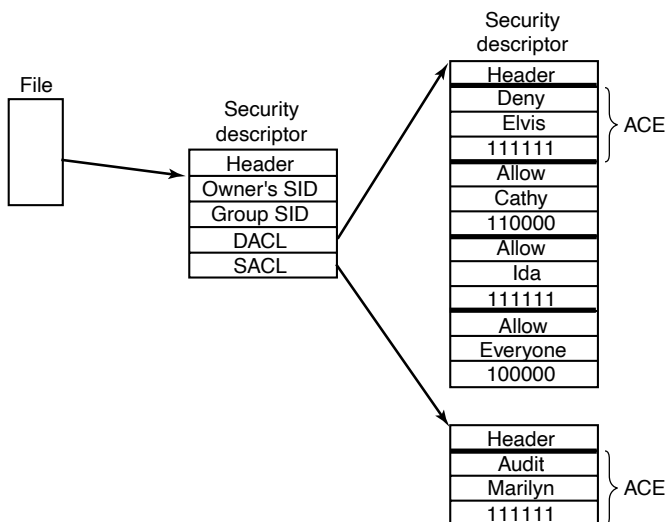 File
Security
descriptor
Header
Owner's SID
Group SID
DACL
SACL
Security
descriptor
Header
Deny
Elvis
111111
ACE
Allow
Cathy
110000
Allow
Ida
111111
Allow
Everyone
100000
Header
Audit
Marilyn
111111
ACE